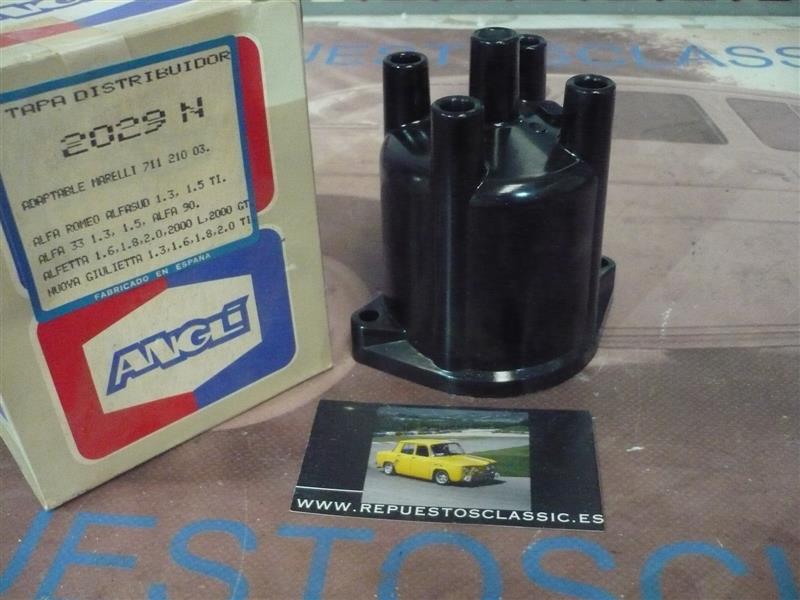 ANGLI
TAPA DISTRIBUIDOR
2029 N
ADAPTABLE MARELLI 711 210 03.
ALFA ROMEO ALFASUD 1.3, 1.5 TI.
ALFA 33 1.3, 1.5, ALFA 90.
ALFETTA 1.6,1.8,2.0,2000 L,2000 GT
NUOVA GIULIETTA 1.3,1.6,1.8,2.0 TI
FABRICADO EN ESPAÑA
ANGLI
WWW.REPUESTOSCLASSIC.ES